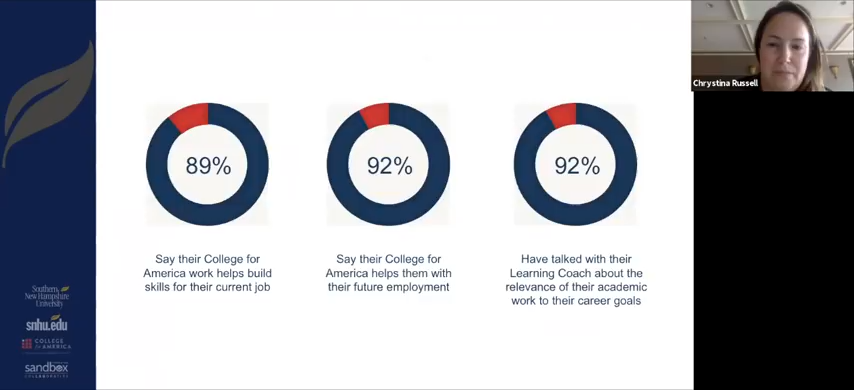 89%
92%
92%
Say their College for
America work helps build
skills for their current job
Say their College for
America helps them with
their future employment
Have talked with their
Learning Coach about the
relevance of their academic
work to their career goals
Chrystina Russell
Southern
New Hampshire
University
snhu.edu
COLLEGE
AMERICA
sandbox